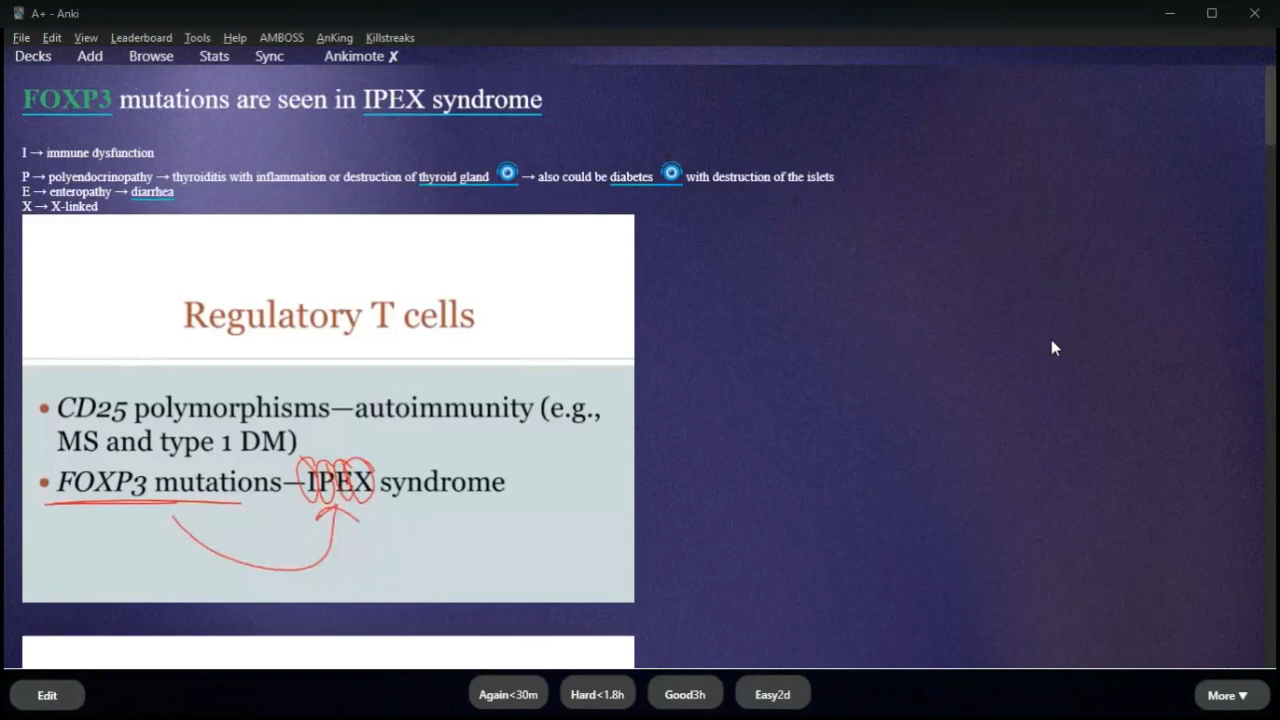 A+ - Anki
File Edit View Leaderboard Tools Help AMBOSS AnKing Killstreaks
Decks Add Browse Stats Sync Ankimote ✗
FOXP3 mutations are seen in IPEX syndrome
I → immune dysfunction
P → polyendocrinopathy → thyroiditis with inflammation or destruction of thyroid gland → also could be diabetes with destruction of the islets
E → enteropathy → diarrhea
X → X-linked
Regulatory T cells
• CD25 polymorphisms—autoimmunity (e.g.,
MS and type 1 DM)
• FOXP3 mutations—IPEX syndrome
Edit Again<30m Hard<1.8h Good3h Easy2d More ▼